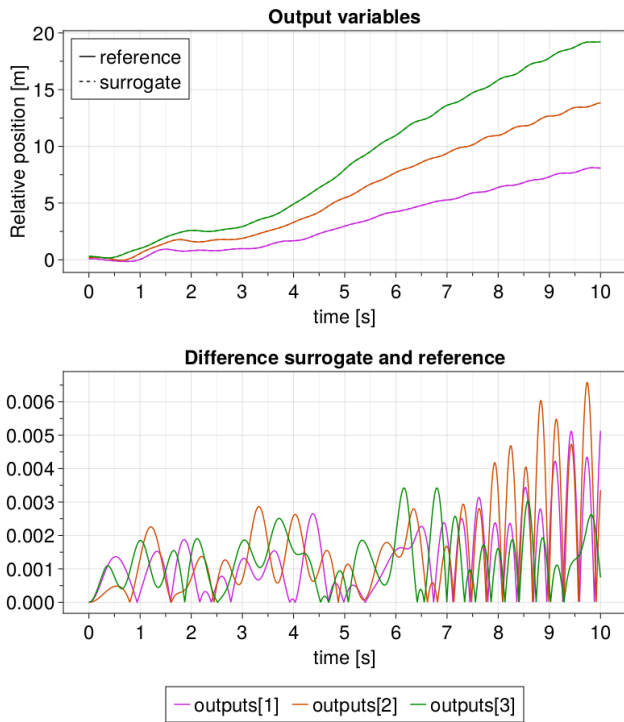 Output variables
20
15
10
5
0
Relative position [m]
reference
surrogate
0 1 2 3 4 5 6 7 8 9 10
time [s]
Difference surrogate and reference
0.006
0.005
0.004
0.003
0.002
0.001
0.000
0 1 2 3 4 5 6 7 8 9 10
time [s]
outputs[1] outputs[2] outputs[3]